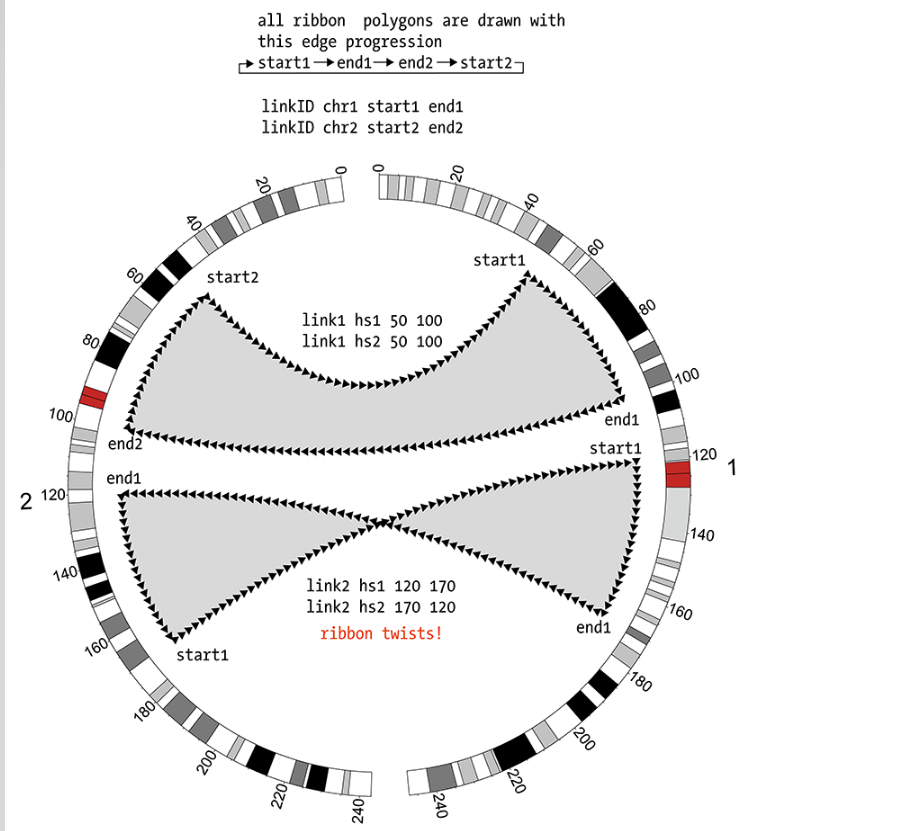 all ribbon polygons are drawn with
this edge progression
start1 → end1 → end2 → start2
linkID chr1 start1 end1
linkID chr2 start2 end2
0
0
20
20
40
40
60
60
start1
start2
80
80
link1 hs1 50 100
link1 hs2 50 100
100
100
end1
end2
start1
end1
120
1
2
120
140
140
link2 hs1 120 170
link2 hs2 170 120
ribbon twists!
160
160
end1
start1
180
180
200
200
220
220
240
240